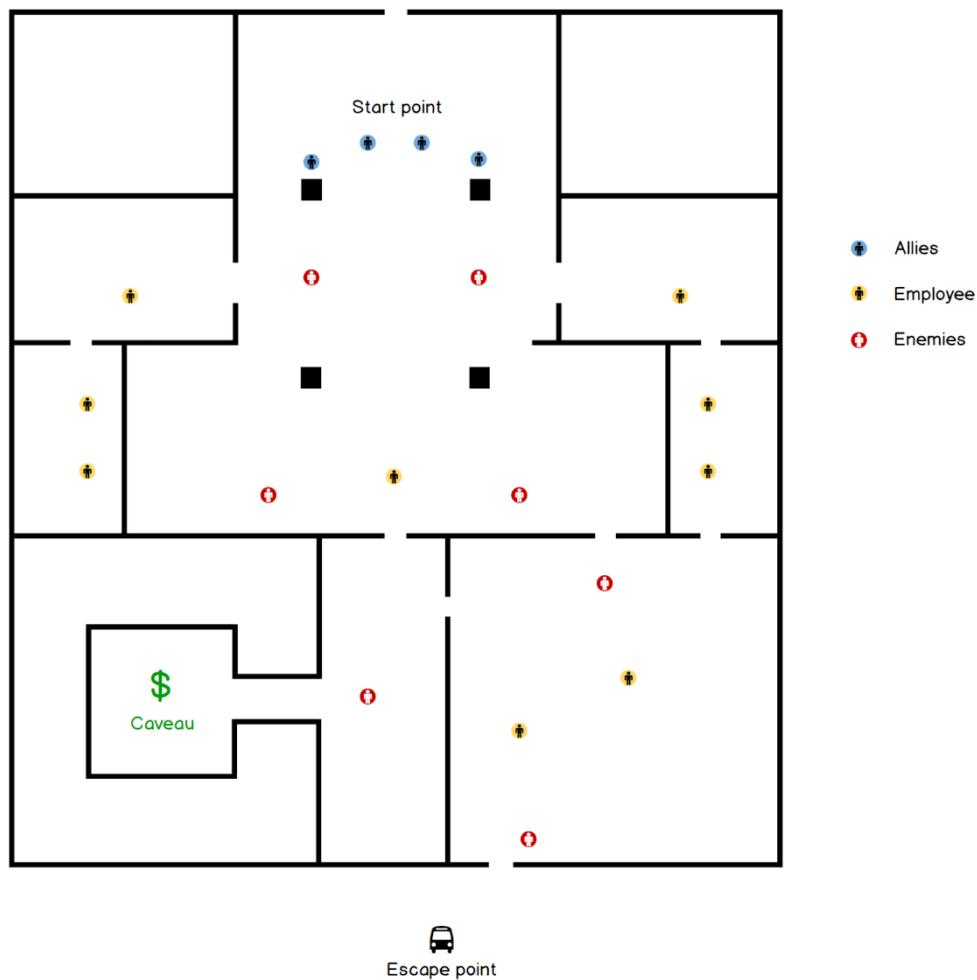 Start point
Allies
Employee
Enemies
$
Caveau
Escape point